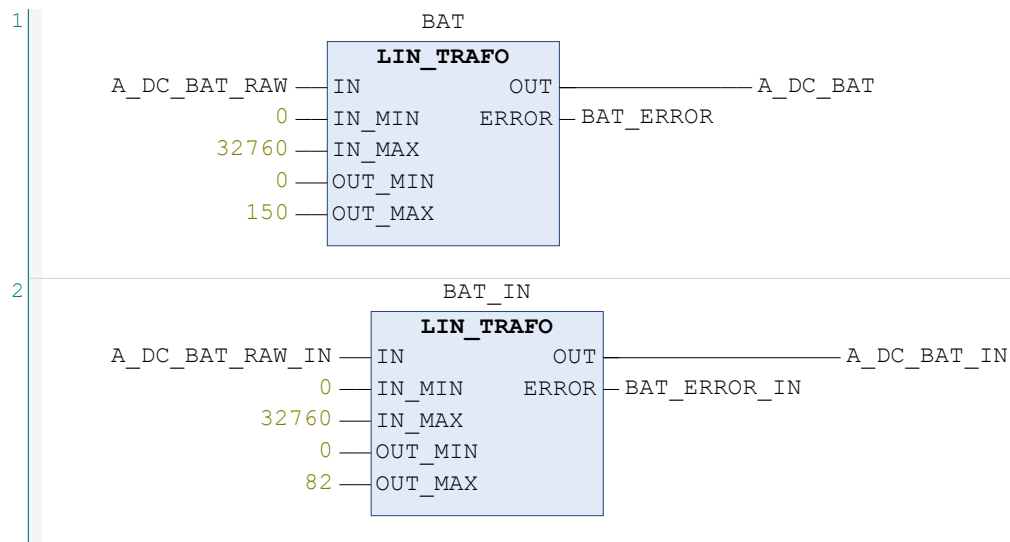 1
BAT
LIN_TRAFO
A_DC_BAT_RAW IN OUT A_DC_BAT
0 IN_MIN ERROR BAT_ERROR
32760 IN_MAX
0 OUT_MIN
150 OUT_MAX
2
BAT_IN
LIN_TRAFO
A_DC_BAT_RAW_IN IN OUT A_DC_BAT_IN
0 IN_MIN ERROR BAT_ERROR_IN
32760 IN_MAX
0 OUT_MIN
82 OUT_MAX